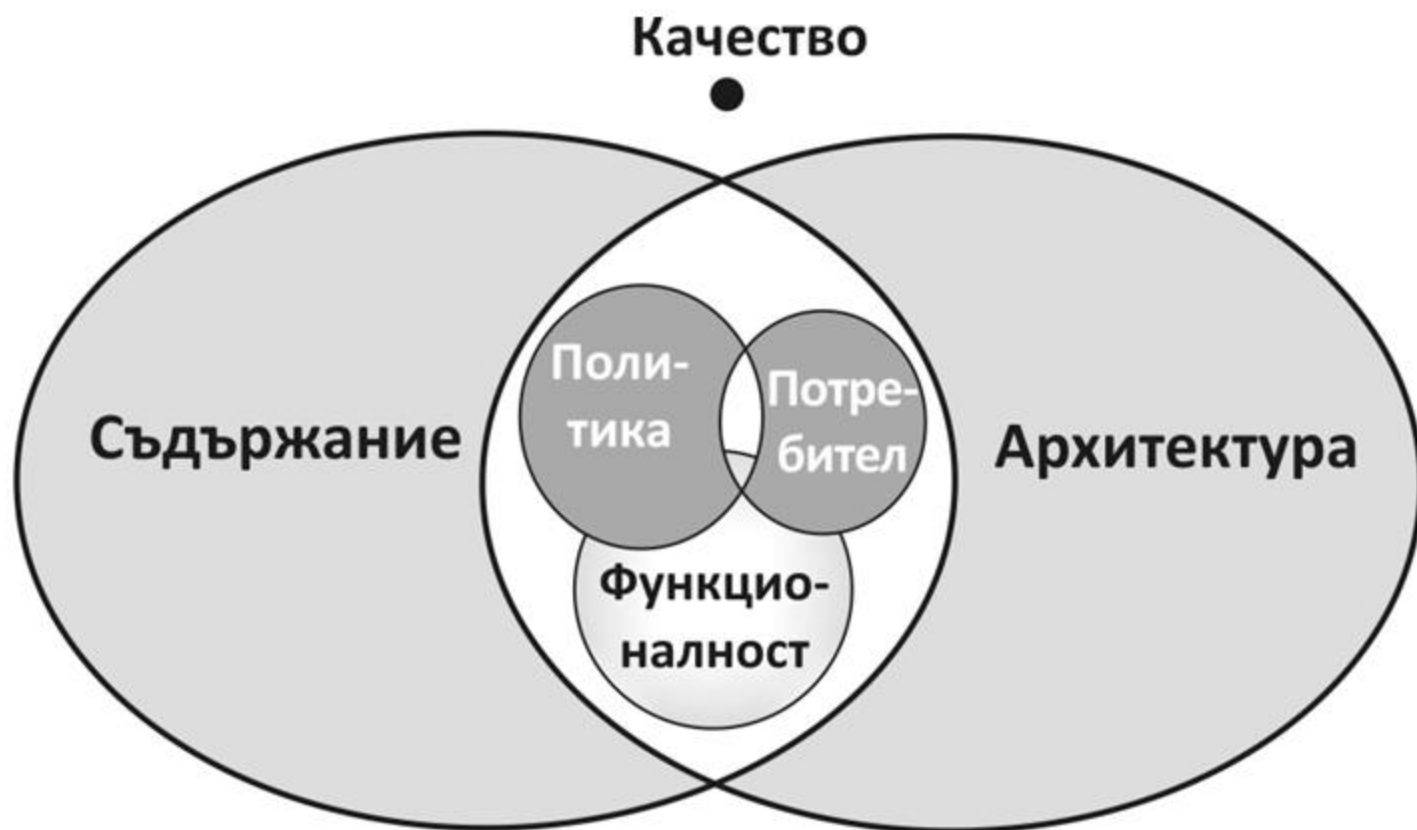 Качество
Поли-
тика
Потре-
бител
Съдържание
Архитектура
Функцио-
налност